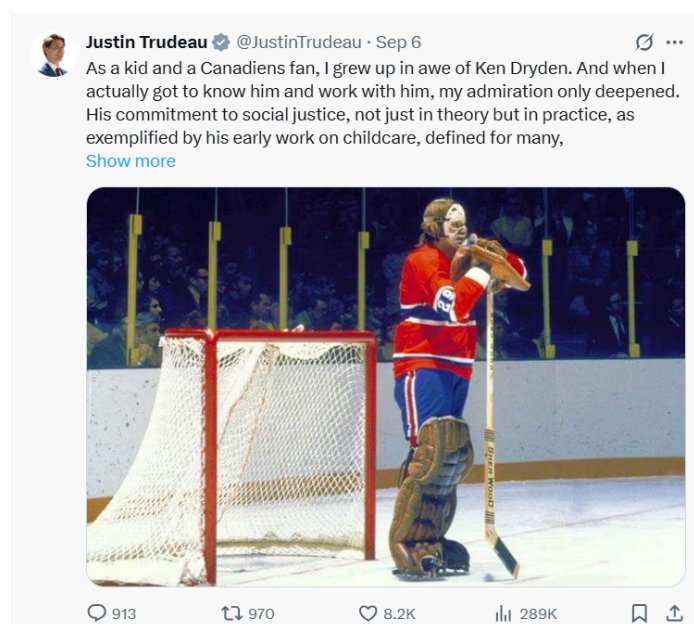 Justin Trudeau @JustinTrudeau · Sep 6
As a kid and a Canadiens fan, I grew up in awe of Ken Dryden. And when I
actually got to know him and work with him, my admiration only deepened.
His commitment to social justice, not just in theory but in practice, as
exemplified by his early work on childcare, defined for many,
Show more
SHER-WOOD
913 970 8.2K 289K